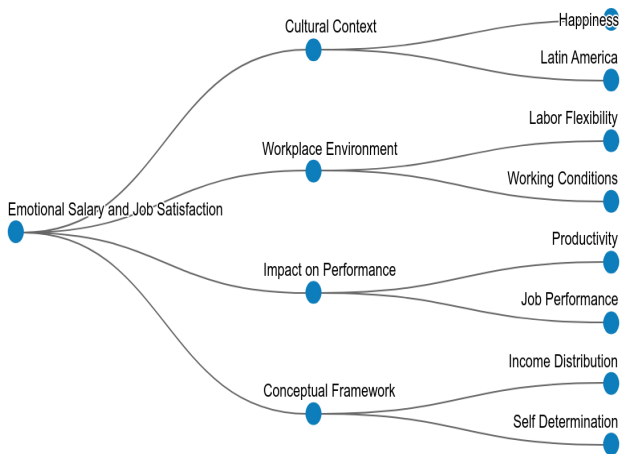 Cultural Context
Happiness
Latin America
Labor Flexibility
Workplace Environment
Working Conditions
Emotional Salary and Job Satisfaction
Productivity
Impact on Performance
Job Performance
Income Distribution
Conceptual Framework
Self Determination